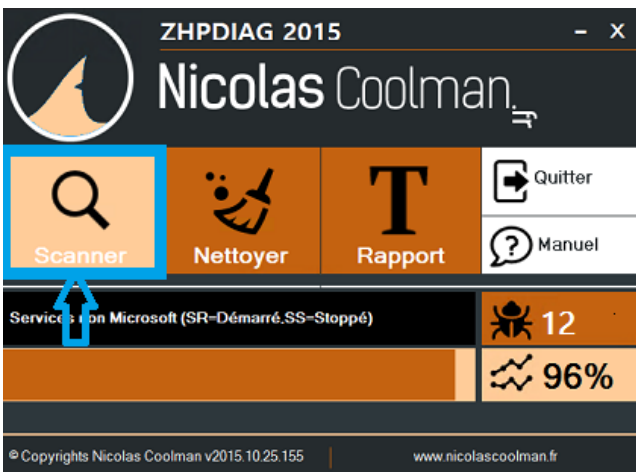 ZHPDIAG 2015
Nicolas Coolman.fr
Scanner
Nettoyer
T
Rapport
Quitter
? Manuel
Services non Microsoft (SR=Démarré,SS=Stoppé)
12
96%
© Copyrights Nicolas Coolman v2015.10.25.155
www.nicolascoolman.fr